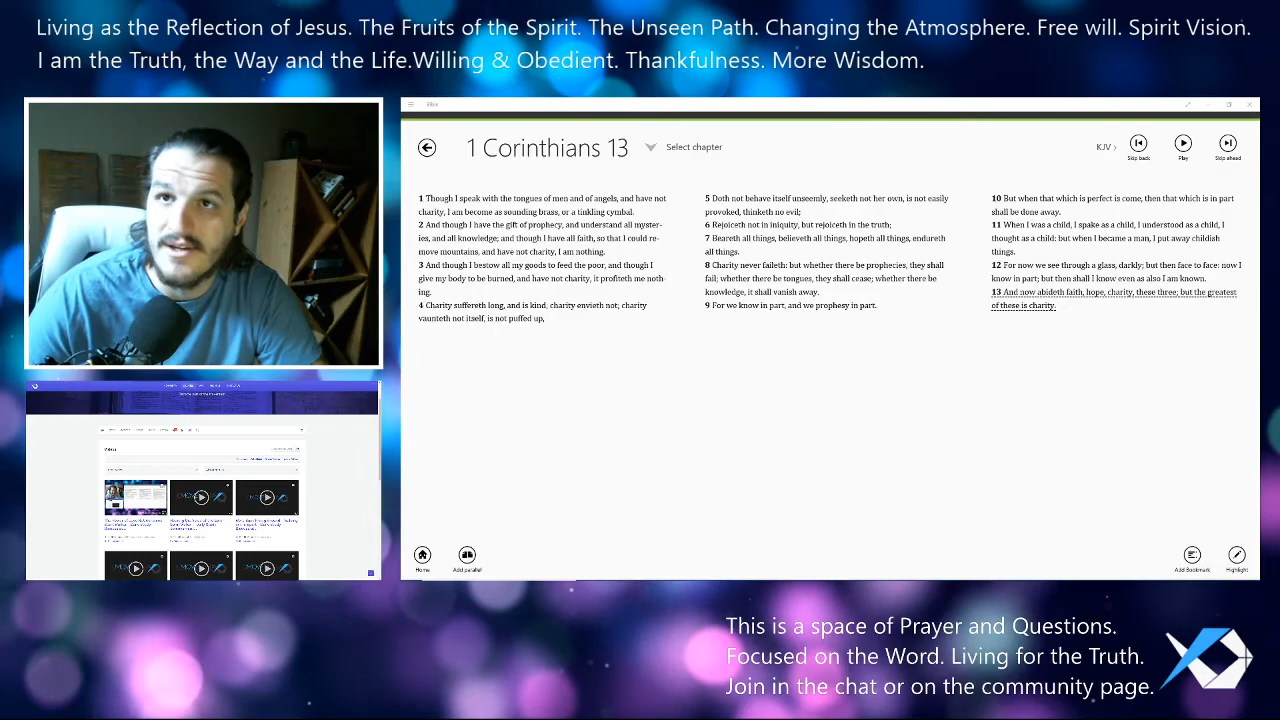 Living as the Reflection of Jesus. The Fruits of the Spirit. The Unseen Path. Changing the Atmosphere. Free will. Spirit Vision.
I am the Truth, the Way and the Life.Willing & Obedient. Thankfulness. More Wisdom.
Bible
1 Corinthians 13
Select chapter
KJV
Skip back
Play
Skip ahead
1 Though I speak with the tongues of men and of angels, and have not
charity, I am become as sounding brass, or a tinkling cymbal.
2 And though I have the gift of prophecy, and understand all myster-
ies, and all knowledge; and though I have all faith, so that I could re-
move mountains, and have not charity, I am nothing.
3 And though I bestow all my goods to feed the poor, and though I
give my body to be burned, and have not charity, it profiteth me noth-
ing.
4 Charity suffereth long, and is kind; charity envieth not; charity
vaunteth not itself, is not puffed up,
5 Doth not behave itself unseemly, seeketh not her own, is not easily
provoked, thinketh no evil;
6 Rejoiceth not in iniquity, but rejoiceth in the truth;
7 Beareth all things, believeth all things, hopeth all things, endureth
all things.
8 Charity never faileth: but whether there be prophecies, they shall
fail; whether there be tongues, they shall cease; whether there be
knowledge, it shall vanish away.
9 For we know in part, and we prophesy in part.
10 But when that which is perfect is come, then that which is in part
shall be done away.
11 When I was a child, I spake as a child, I understood as a child, I
thought as a child: but when I became a man, I put away childish
things.
12 For now we see through a glass, darkly; but then face to face: now I
know in part; but then shall I know even as also I am known.
13 And now abideth faith, hope, charity, these three; but the greatest
of these is charity.
Videos
Home
Add parallel
Add Bookmark
Highlight
This is a space of Prayer and Questions.
Focused on the Word. Living for the Truth.
Join in the chat or on the community page.